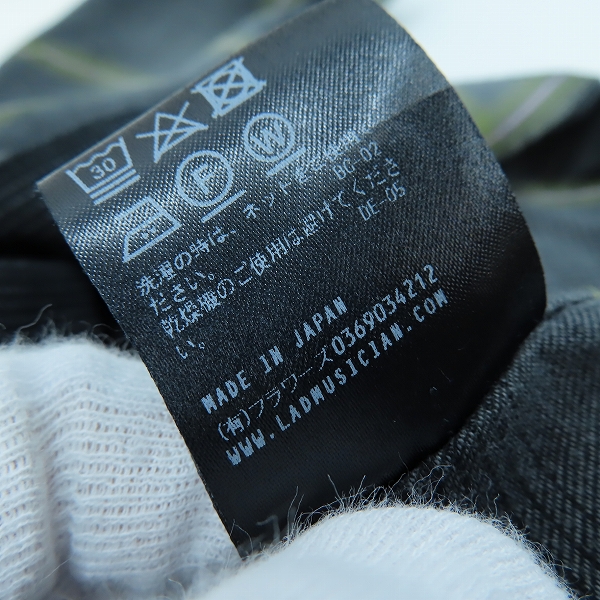 30
F
W
洗濯の時は、ネットをご使用く
ださい。
乾燥機のご使用は避けてくださ
い。
BG-02
DE-05
MADE IN JAPAN
(有)フラワーズ0369034212
WWW.LADMUSICIAN.COM